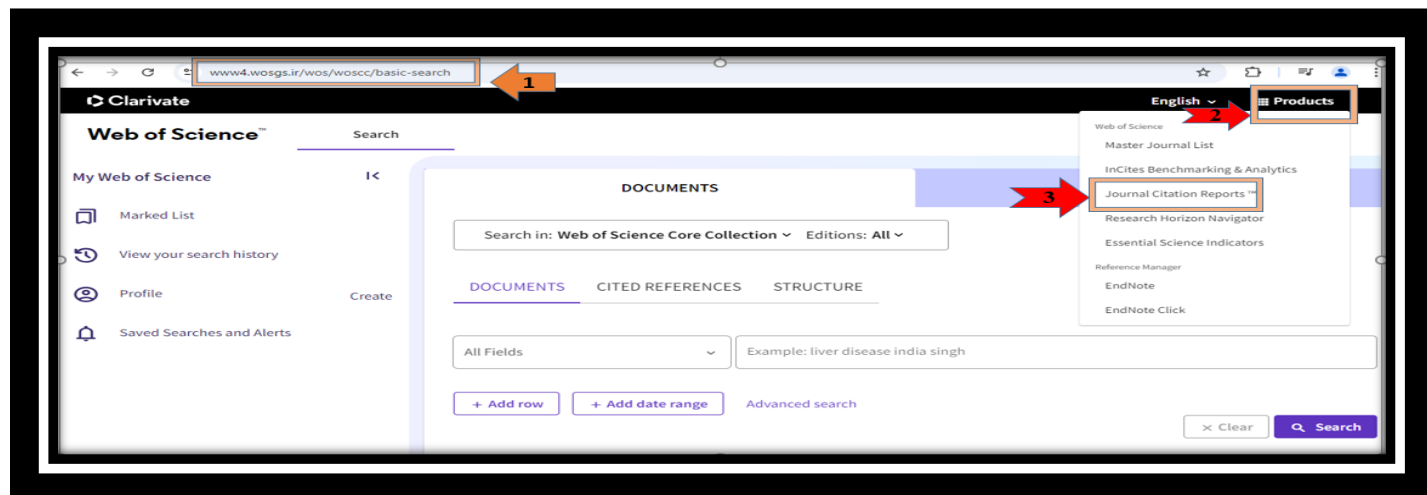 www4.wosgs.ir/wos/woscc/basic-search
1
Clarivate
English
Products
2
Web of Science™
Search
Web of Science
Master Journal List
InCites Benchmarking & Analytics
Journal Citation Reports ™
3
Research Horizon Navigator
Essential Science Indicators
Reference Manager
EndNote
EndNote Click
My Web of Science
Marked List
View your search history
Profile
Create
Saved Searches and Alerts
DOCUMENTS
Search in: Web of Science Core Collection Editions: All
DOCUMENTS CITED REFERENCES STRUCTURE
All Fields
Example: liver disease india singh
+ Add row
+ Add date range
Advanced search
× Clear
Search